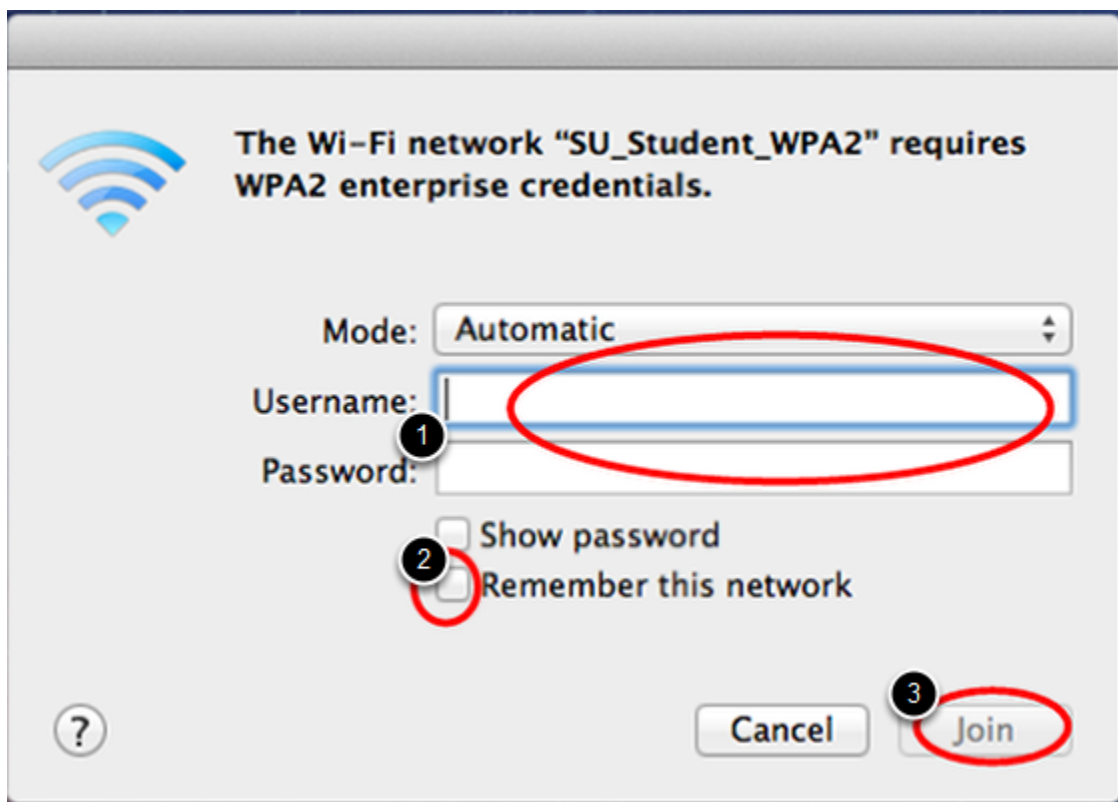 The Wi-Fi network “SU_Student_WPA2” requires
WPA2 enterprise credentials.
Mode: Automatic
Username:
1
Password:
Show password
2
Remember this network
3
? Cancel Join